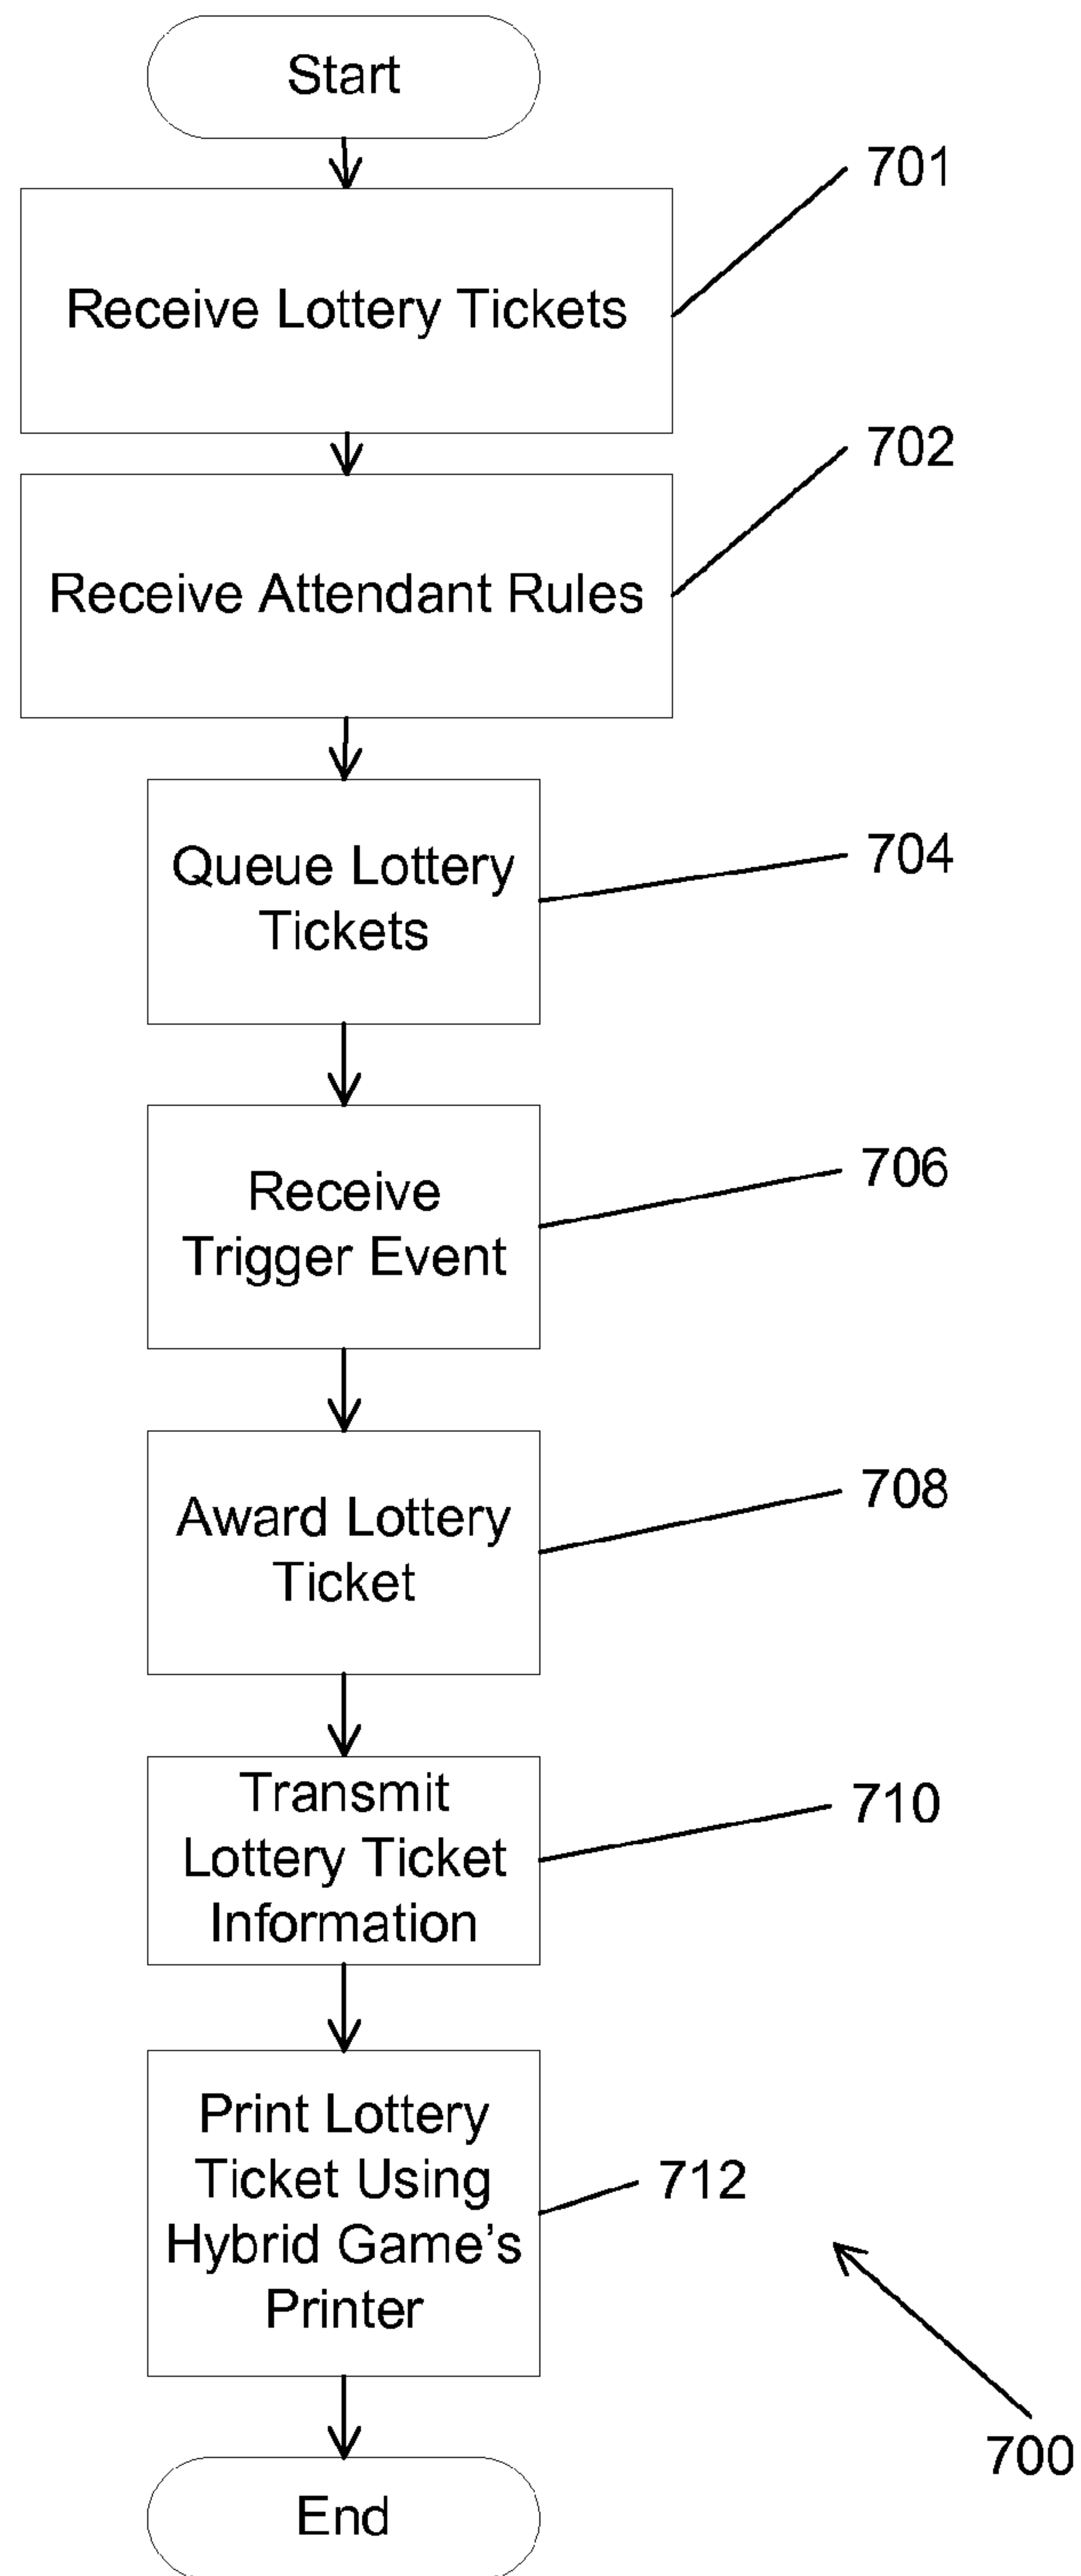 Start
701
Receive Lottery Tickets
702
Receive Attendant Rules
704
Queue Lottery
Tickets
706
Receive
Trigger Event
708
Award Lottery
Ticket
710
Transmit
Lottery Ticket
Information
712
Print Lottery
Ticket Using
Hybrid Game’s
Printer
700
End